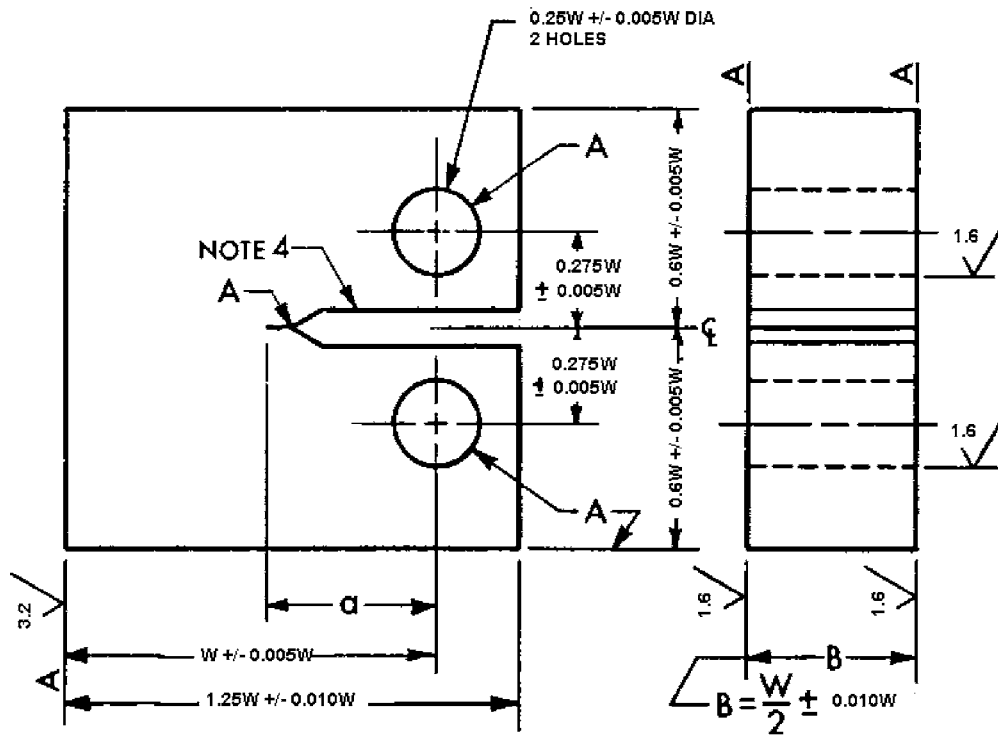 0.25W +/- 0.005W DIA
2 HOLES
A
A
A
NOTE 4
A
0.275W
± 0.005W
0.6W +/- 0.005W
℄
0.275W
± 0.005W
0.6W +/- 0.005W
A
1.6
1.6
3.2
a
W +/- 0.005W
A
1.25W +/- 0.010W
1.6
1.6
B
B = W/2 ± 0.010W